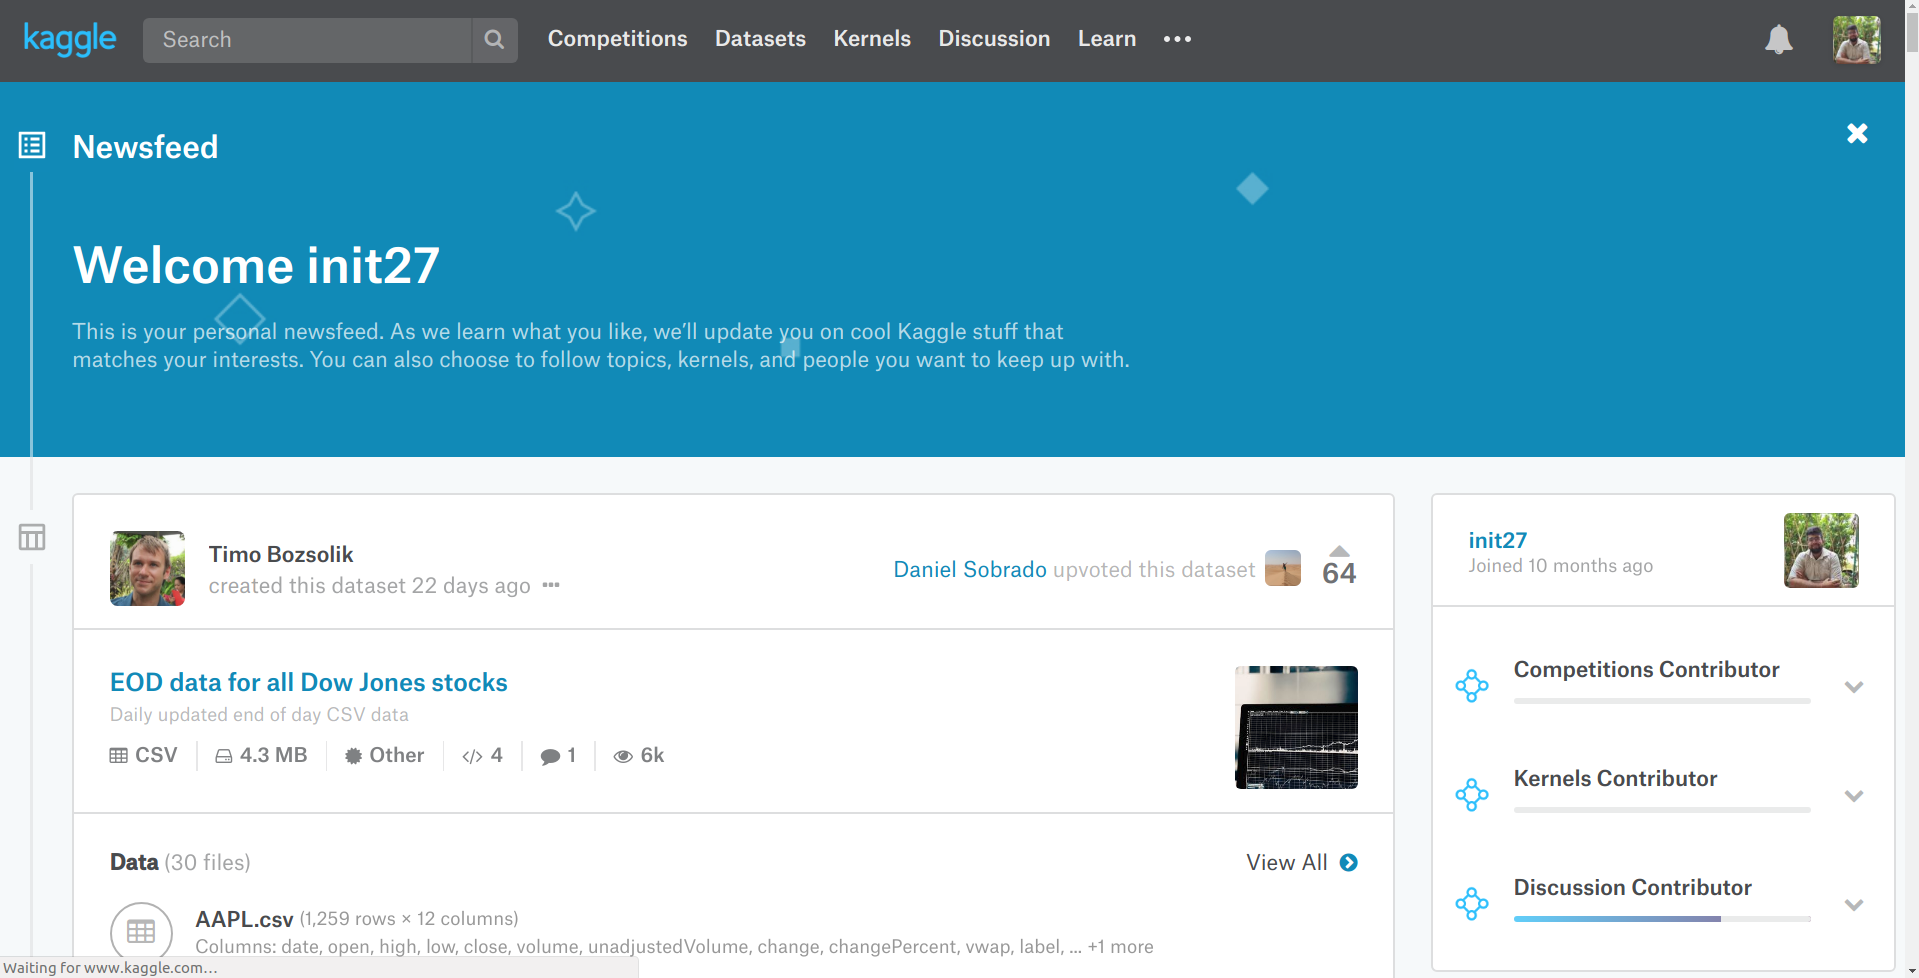 kaggle
Search
Competitions Datasets Kernels Discussion Learn
Newsfeed
Welcome init27
This is your personal newsfeed. As we learn what you like, we’ll update you on cool Kaggle stuff that
matches your interests. You can also choose to follow topics, kernels, and people you want to keep up with.
Timo Bozsolik
created this dataset 22 days ago
Daniel Sobrado upvoted this dataset
64
EOD data for all Dow Jones stocks
Daily updated end of day CSV data
CSV 4.3 MB Other 4 1 6k
Data (30 files)
View All
AAPL.csv (1,259 rows × 12 columns)
Columns: date, open, high, low, close, volume, unadjustedVolume, change, changePercent, vwap, label, ... +1 more
init27
Joined 10 months ago
Competitions Contributor
Kernels Contributor
Discussion Contributor
Waiting for www.kaggle.com...